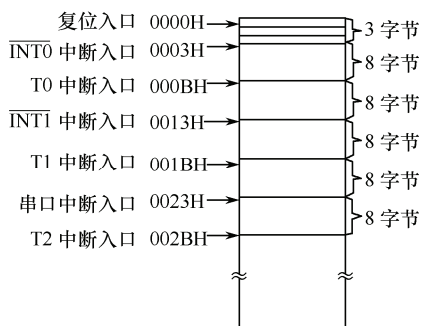 复位入口 0000H
3 字节
INT0 中断入口 0003H
8 字节
T0 中断入口 000BH
8 字节
INT1 中断入口 0013H
8 字节
T1 中断入口 001BH
8 字节
串口中断入口 0023H
8 字节
T2 中断入口 002BH